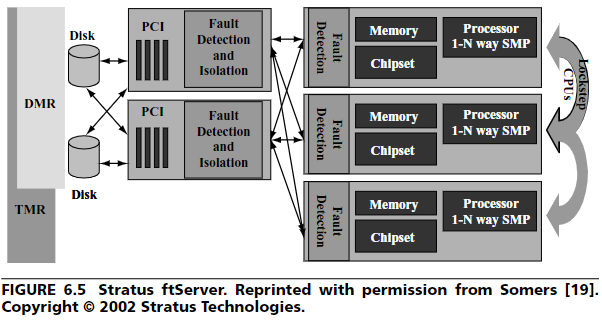 DMR
TMR
Disk
Disk
PCI
Fault
Detection
and
Isolation
PCI
Fault
Detection
and
Isolation
Fault
Detection
Memory
Chipset
Processor
1-N way SMP
Fault
Detection
Memory
Chipset
Processor
1-N way SMP
Fault
Detection
Memory
Chipset
Processor
1-N way SMP
Lockstep
CPUs
FIGURE 6.5 Stratus ftServer. Reprinted with permission from Somers [19].
Copyright © 2002 Stratus Technologies.